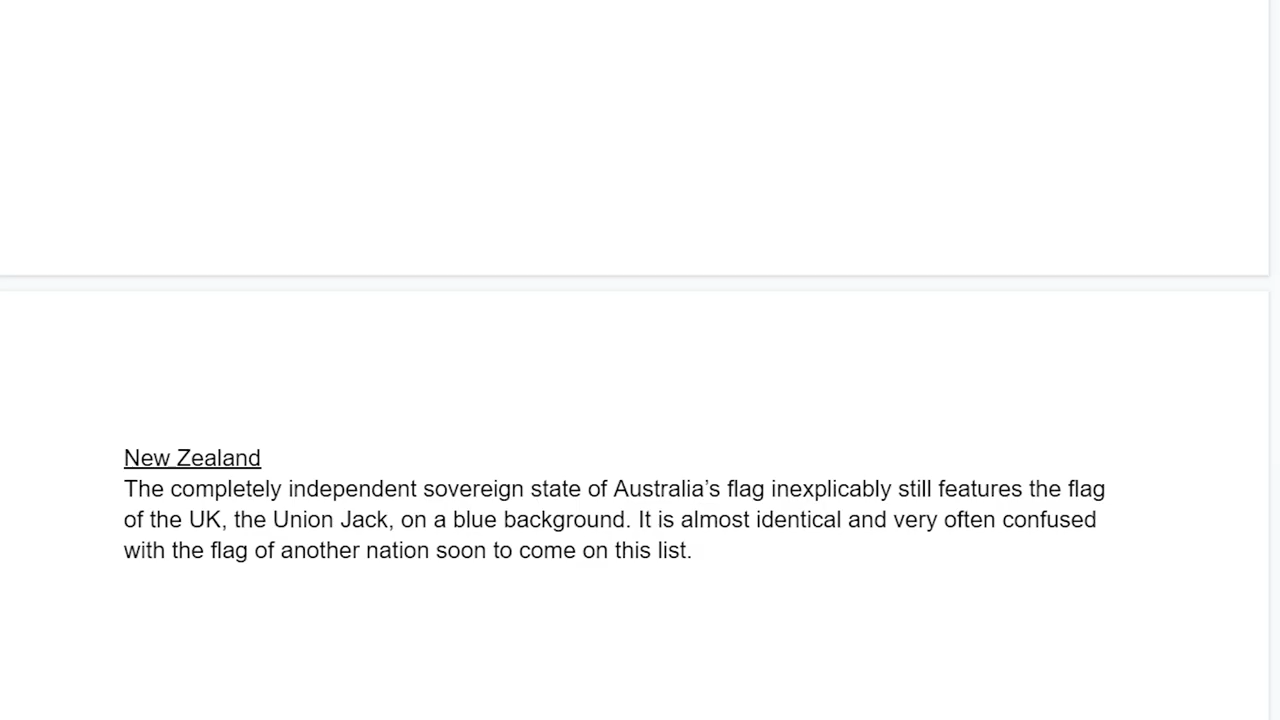 New Zealand
The completely independent sovereign state of Australia’s flag inexplicably still features the flag
of the UK, the Union Jack, on a blue background. It is almost identical and very often confused
with the flag of another nation soon to come on this list.